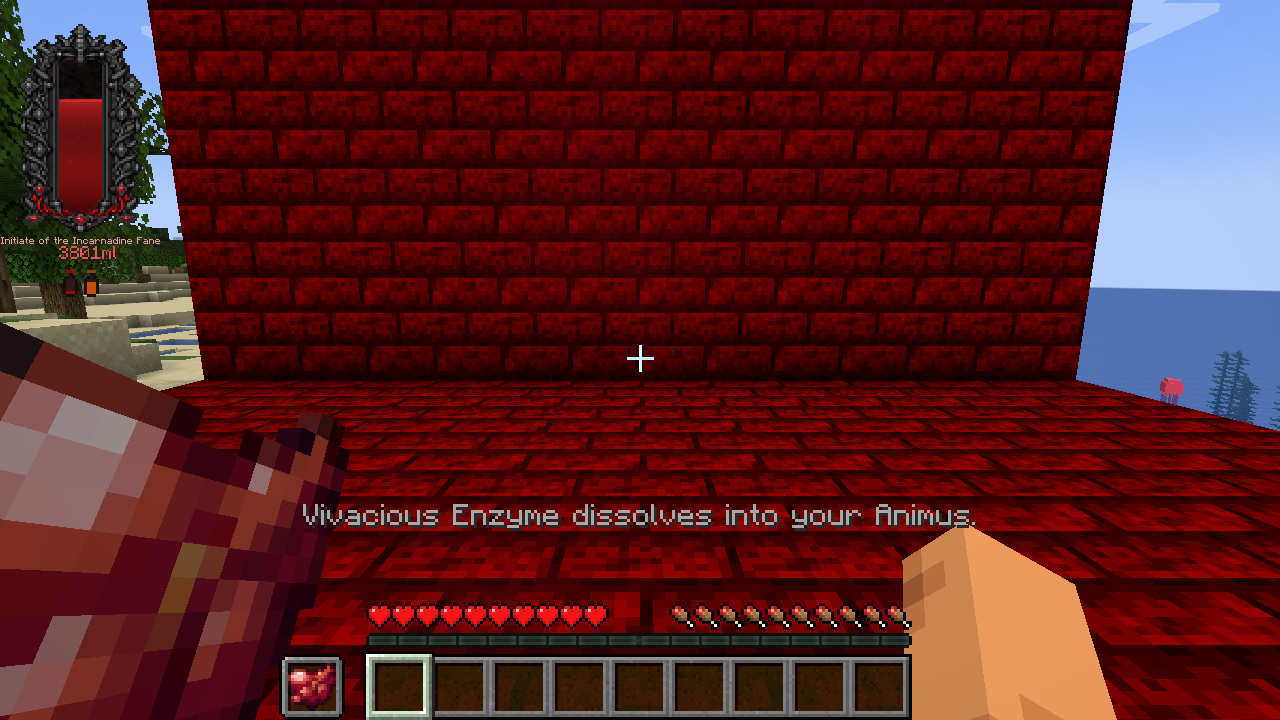 Initiate of the Incarnadine Fane
3801ml
Vivacious Enzyme dissolves into your Animus.